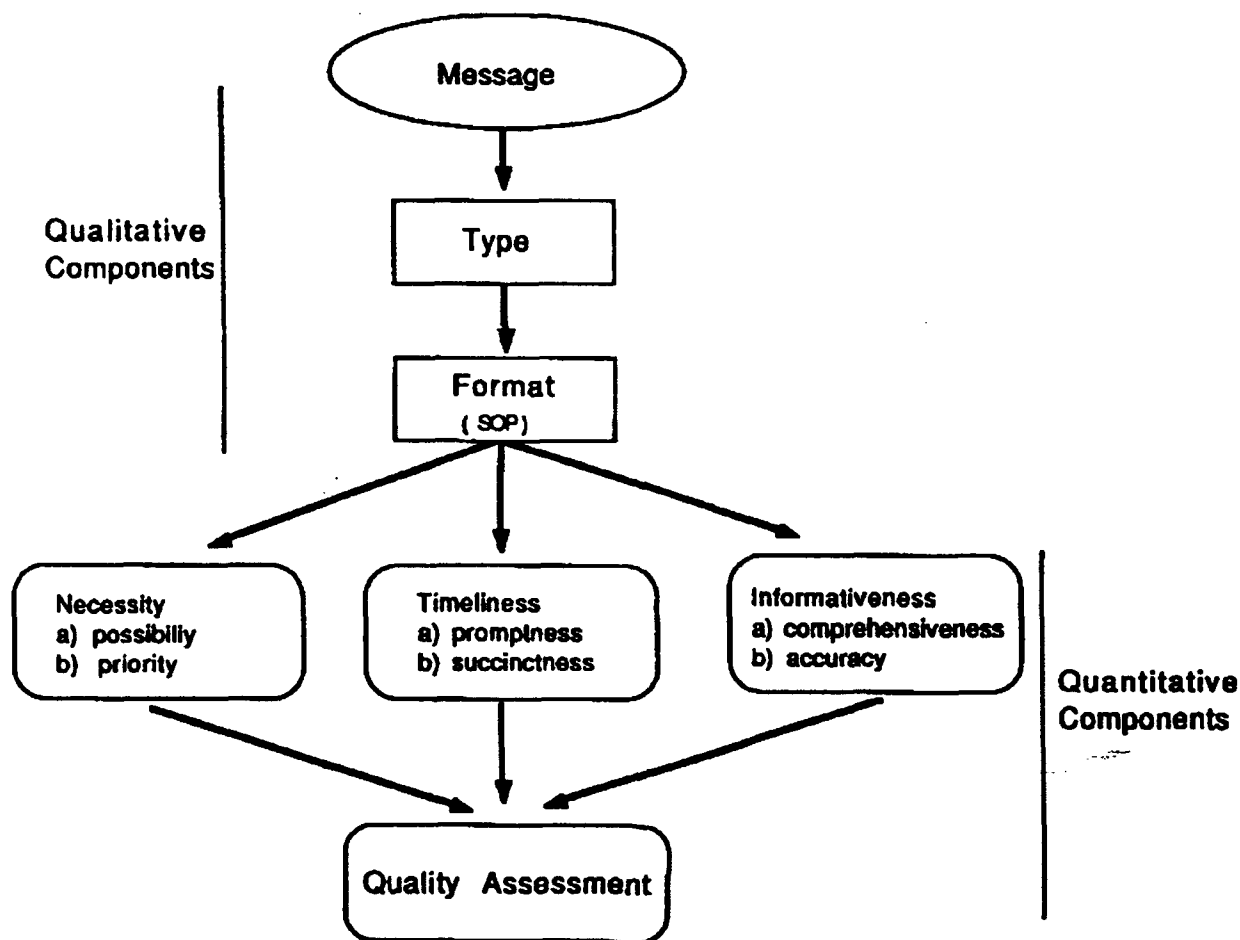 Message
Qualitative
Components
Type
Format
( SOP)
Necessity
a) possibiliy
b) priority
Timeliness
a) prompness
b) succinctness
Informativeness
a) comprehensiveness
b) accuracy
Quantitative
Components
Quality Assessment